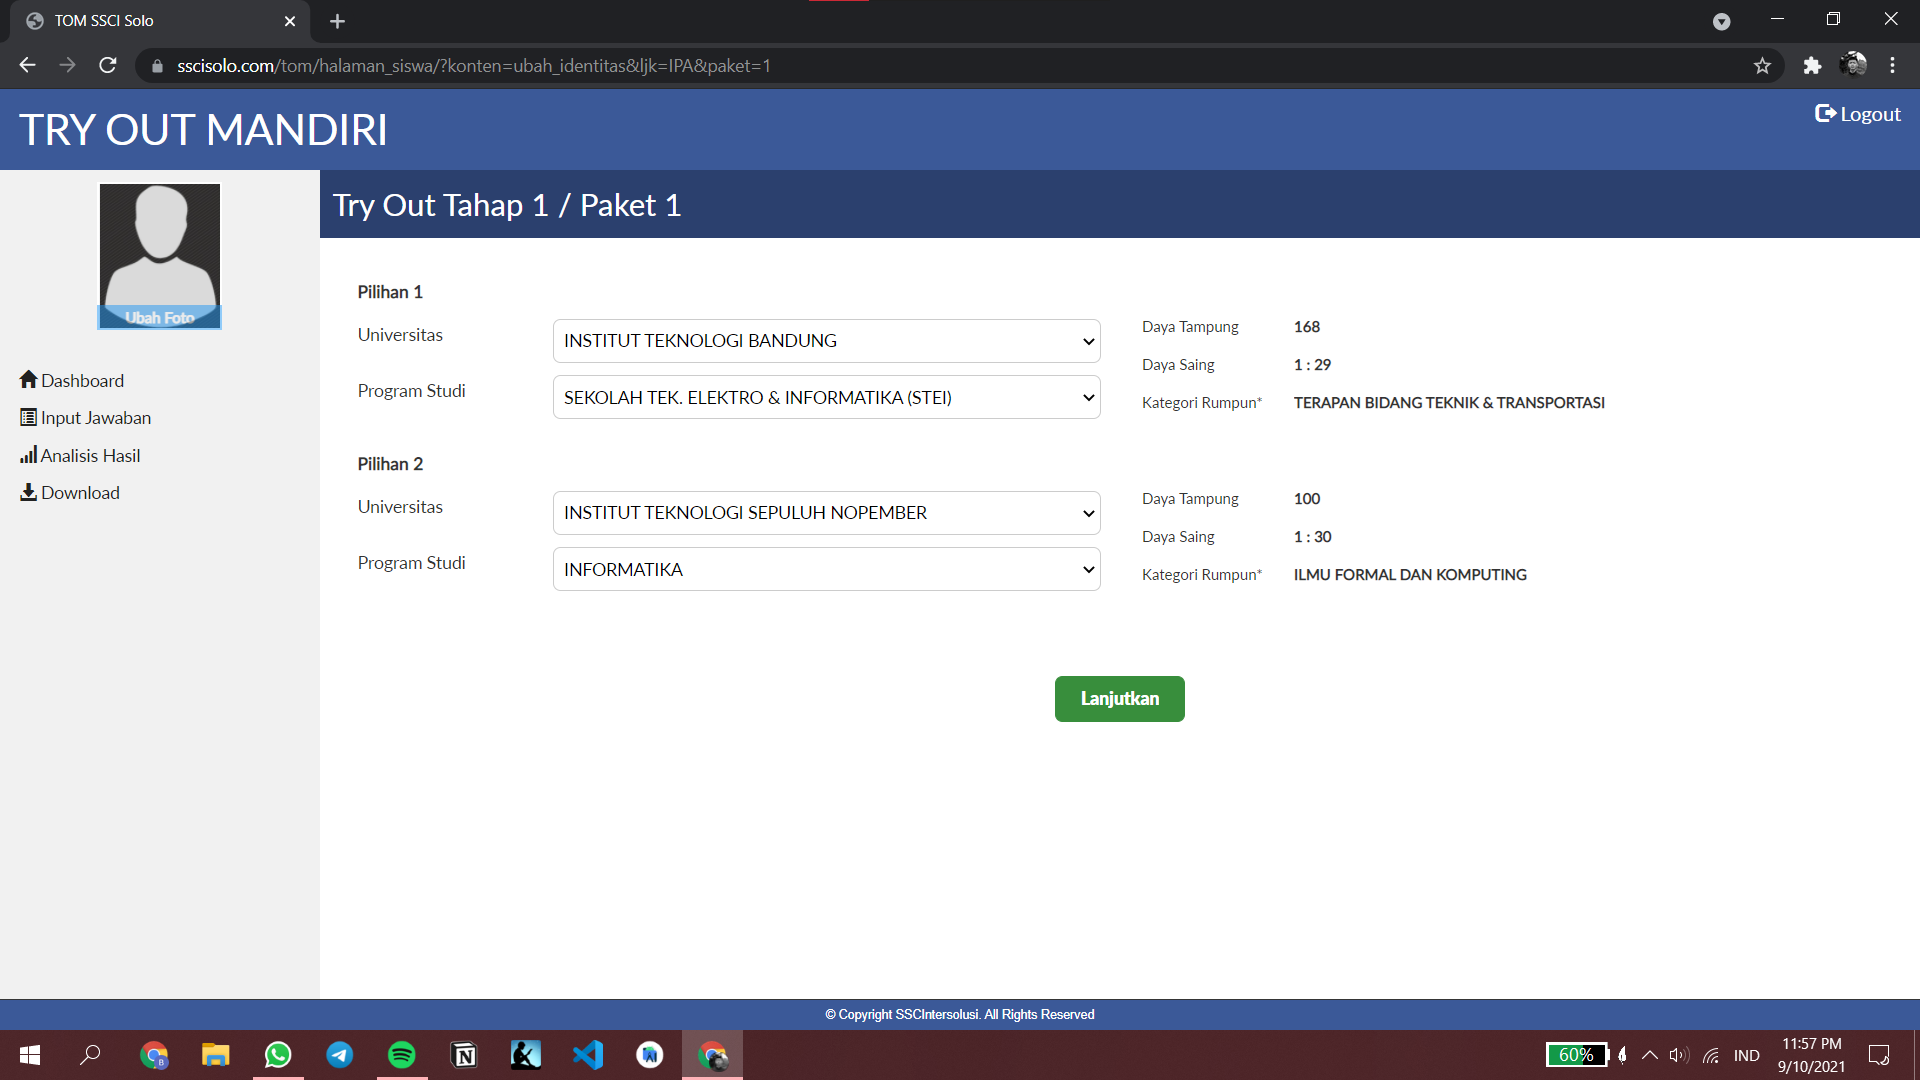 TOM SSCI Solo
sscisolo.com/tom/halaman_siswa/?konten=ubah_identitas&ljk=IPA&paket=1
TRY OUT MANDIRI
Logout
Ubah Foto
Dashboard
Input Jawaban
Analisis Hasil
Download
Try Out Tahap 1 / Paket 1
Pilihan 1
Universitas
INSTITUT TEKNOLOGI BANDUNG
Program Studi
SEKOLAH TEK. ELEKTRO & INFORMATIKA (STEI)
Daya Tampung 168
Daya Saing 1 : 29
Kategori Rumpun* TERAPAN BIDANG TEKNIK & TRANSPORTASI
Pilihan 2
Universitas
INSTITUT TEKNOLOGI SEPULUH NOPEMBER
Program Studi
INFORMATIKA
Daya Tampung 100
Daya Saing 1 : 30
Kategori Rumpun* ILMU FORMAL DAN KOMPUTING
Lanjutkan
© Copyright SSCIntersolusi. All Rights Reserved
60%
IND
11:57 PM
9/10/2021